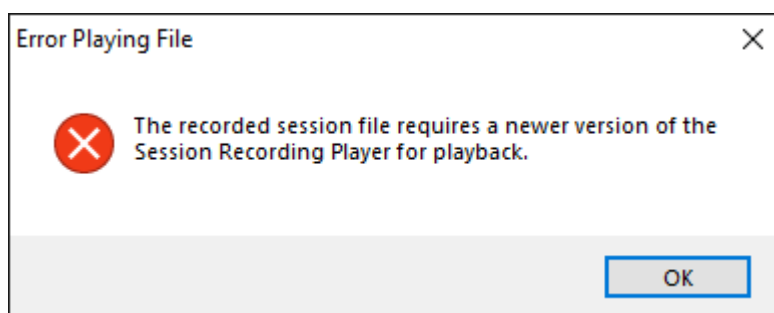 Error Playing File
The recorded session file requires a newer version of the
Session Recording Player for playback.
OK